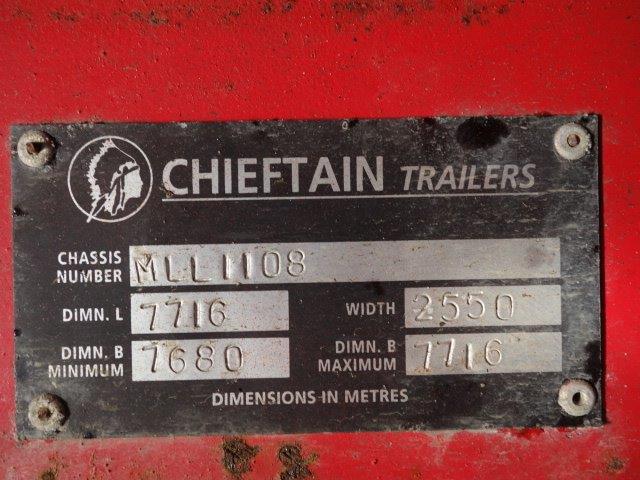 CHIEFTAIN TRAILERS
CHASSIS NUMBER MLL1108
DIMN. L 7716 WIDTH 2550
DIMN. B MINIMUM 7680 DIMN. B MAXIMUM 7716
DIMENSIONS IN METRES